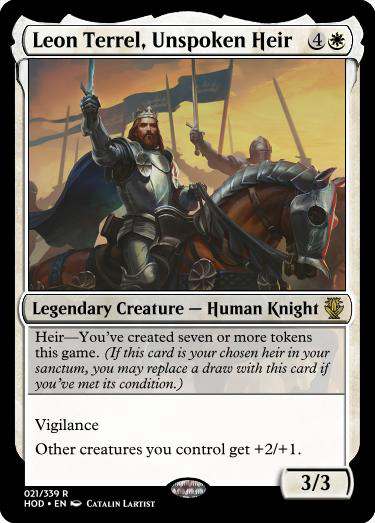 Leon Terrel, Unspoken Heir 4
Legendary Creature — Human Knight
Heir—You've created seven or more tokens
this game. (If this card is your chosen heir in your
sanctum, you may replace a draw with this card if
you've met its condition.)
Vigilance
Other creatures you control get +2/+1.
3/3
021/339 R
HOD • EN Catalin Lartist